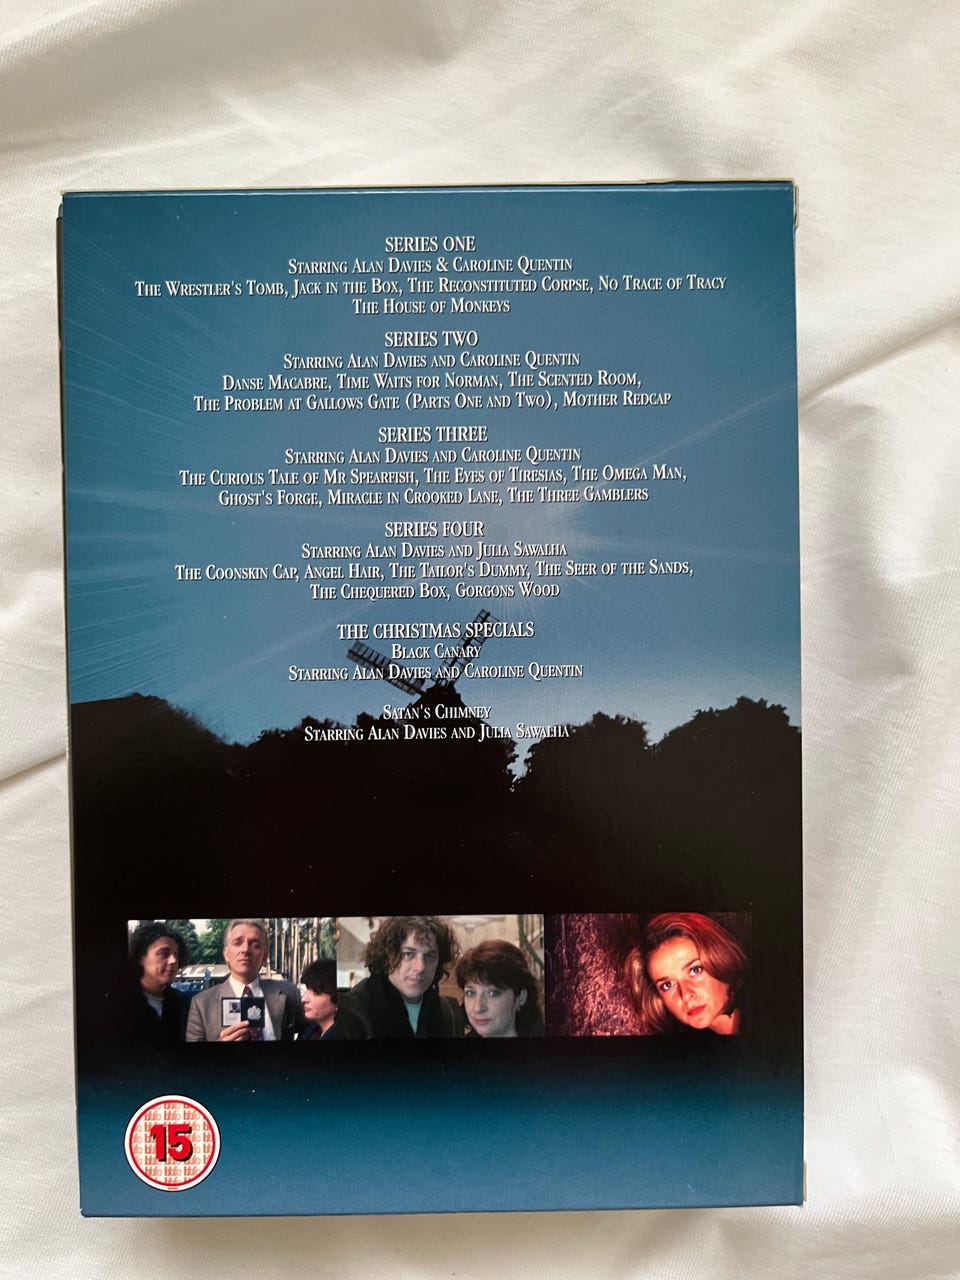 SERIES ONE
STARRING ALAN DAVIES & CAROLINE QUENTIN
THE WRESTLER'S TOMB, JACK IN THE BOX, THE RECONSTITUTED CORPSE, NO TRACE OF TRACY
THE HOUSE OF MONKEYS
SERIES TWO
STARRING ALAN DAVIES AND CAROLINE QUENTIN
DANSE MACABRE, TIME WAITS FOR NORMAN, THE SCENTED ROOM,
THE PROBLEM AT GALLOWS GATE (PARTS ONE AND TWO), MOTHER REDCAP
SERIES THREE
STARRING ALAN DAVIES AND CAROLINE QUENTIN
THE CURIOUS TALE OF MR SPEARFISH, THE EYES OF TIRESIAS, THE OMEGA MAN,
GHOST'S FORGE, MIRACLE IN CROOKED LANE, THE THREE GAMBLERS
SERIES FOUR
STARRING ALAN DAVIES AND JULIA SAWALHA
THE COONSKIN CAP, ANGEL HAIR, THE TAILOR'S DUMMY, THE SEER OF THE SANDS,
THE CHEQUERED BOX, GORGONS WOOD
THE CHRISTMAS SPECIALS
BLACK CANARY
STARRING ALAN DAVIES AND CAROLINE QUENTIN
SATAN'S CHIMNEY
STARRING ALAN DAVIES AND JULIA SAWALHA
15